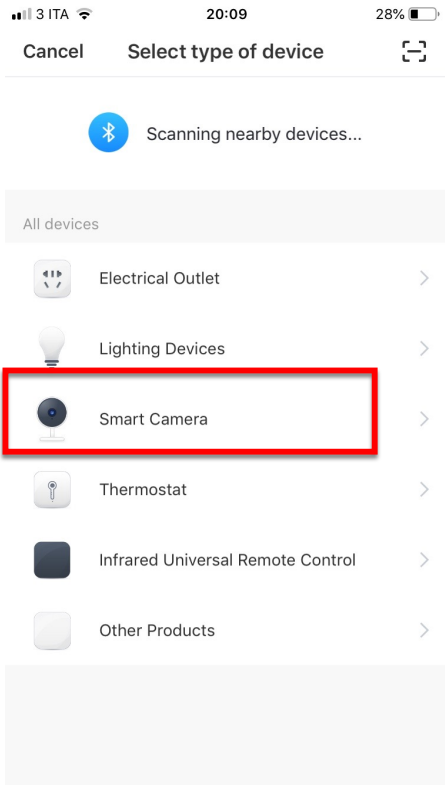 3 ITA 20:09 28%
Cancel Select type of device
Scanning nearby devices...
All devices
Electrical Outlet
Lighting Devices
Smart Camera
Thermostat
Infrared Universal Remote Control
Other Products